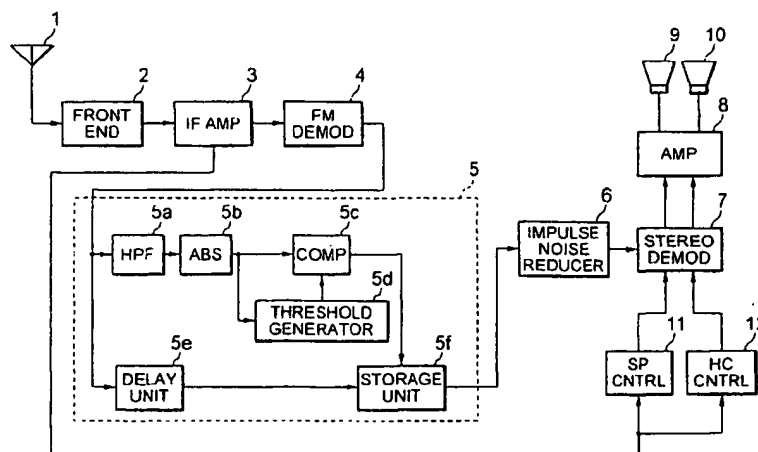 1
2
3
4
FRONT
END
IF AMP
FM
DEMOD
5
5a
5b
5c
HPF
ABS
COMP
5d
THRESHOLD
GENERATOR
5e
5f
DELAY
UNIT
STORAGE
UNIT
6
IMPULSE
NOISE
REDUCER
9
10
8
AMP
7
STEREO
DEMOD
11
SP
CNTRL
HC
CNTRL